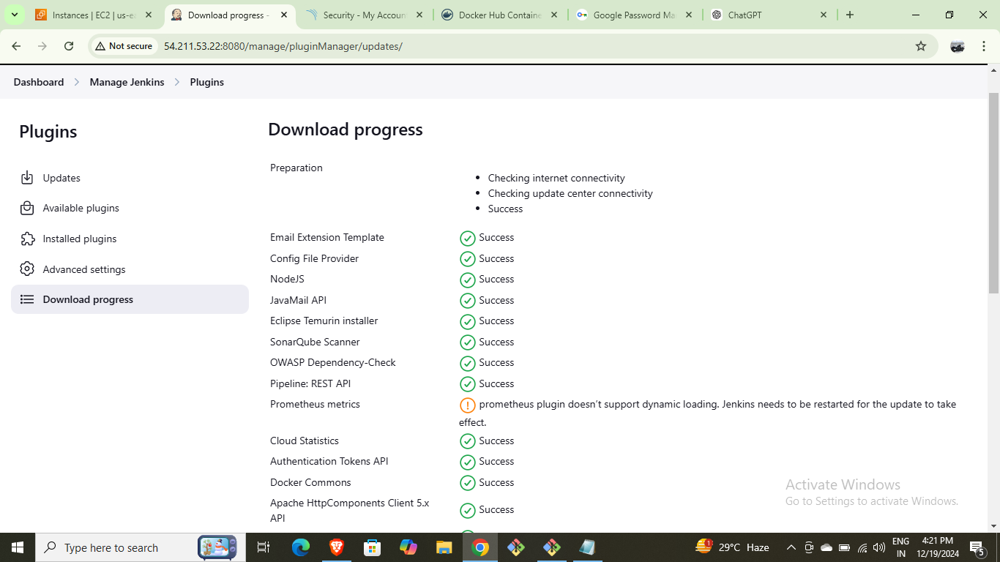 Instances | EC2 | us-ea
Download progress -
Security - My Accoun
Docker Hub Containe
Google Password Ma
ChatGPT
Not secure
54.211.53.22:8080/manage/pluginManager/updates/
Dashboard
Manage Jenkins
Plugins
Plugins
Updates
Available plugins
Installed plugins
Advanced settings
Download progress
Download progress
Preparation
Checking internet connectivity
Checking update center connectivity
Success
Email Extension Template Success
Config File Provider Success
NodeJS Success
JavaMail API Success
Eclipse Temurin installer Success
SonarQube Scanner Success
OWASP Dependency-Check Success
Pipeline: REST API Success
Prometheus metrics prometheus plugin doesn’t support dynamic loading. Jenkins needs to be restarted for the update to take
effect.
Cloud Statistics Success
Authentication Tokens API Success
Docker Commons Success
Apache HttpComponents Client 5.x
API
Success
Activate Windows
Go to Settings to activate Windows.
Type here to search
1
29°C Haze
ENG
IN
4:21 PM
12/19/2024
5